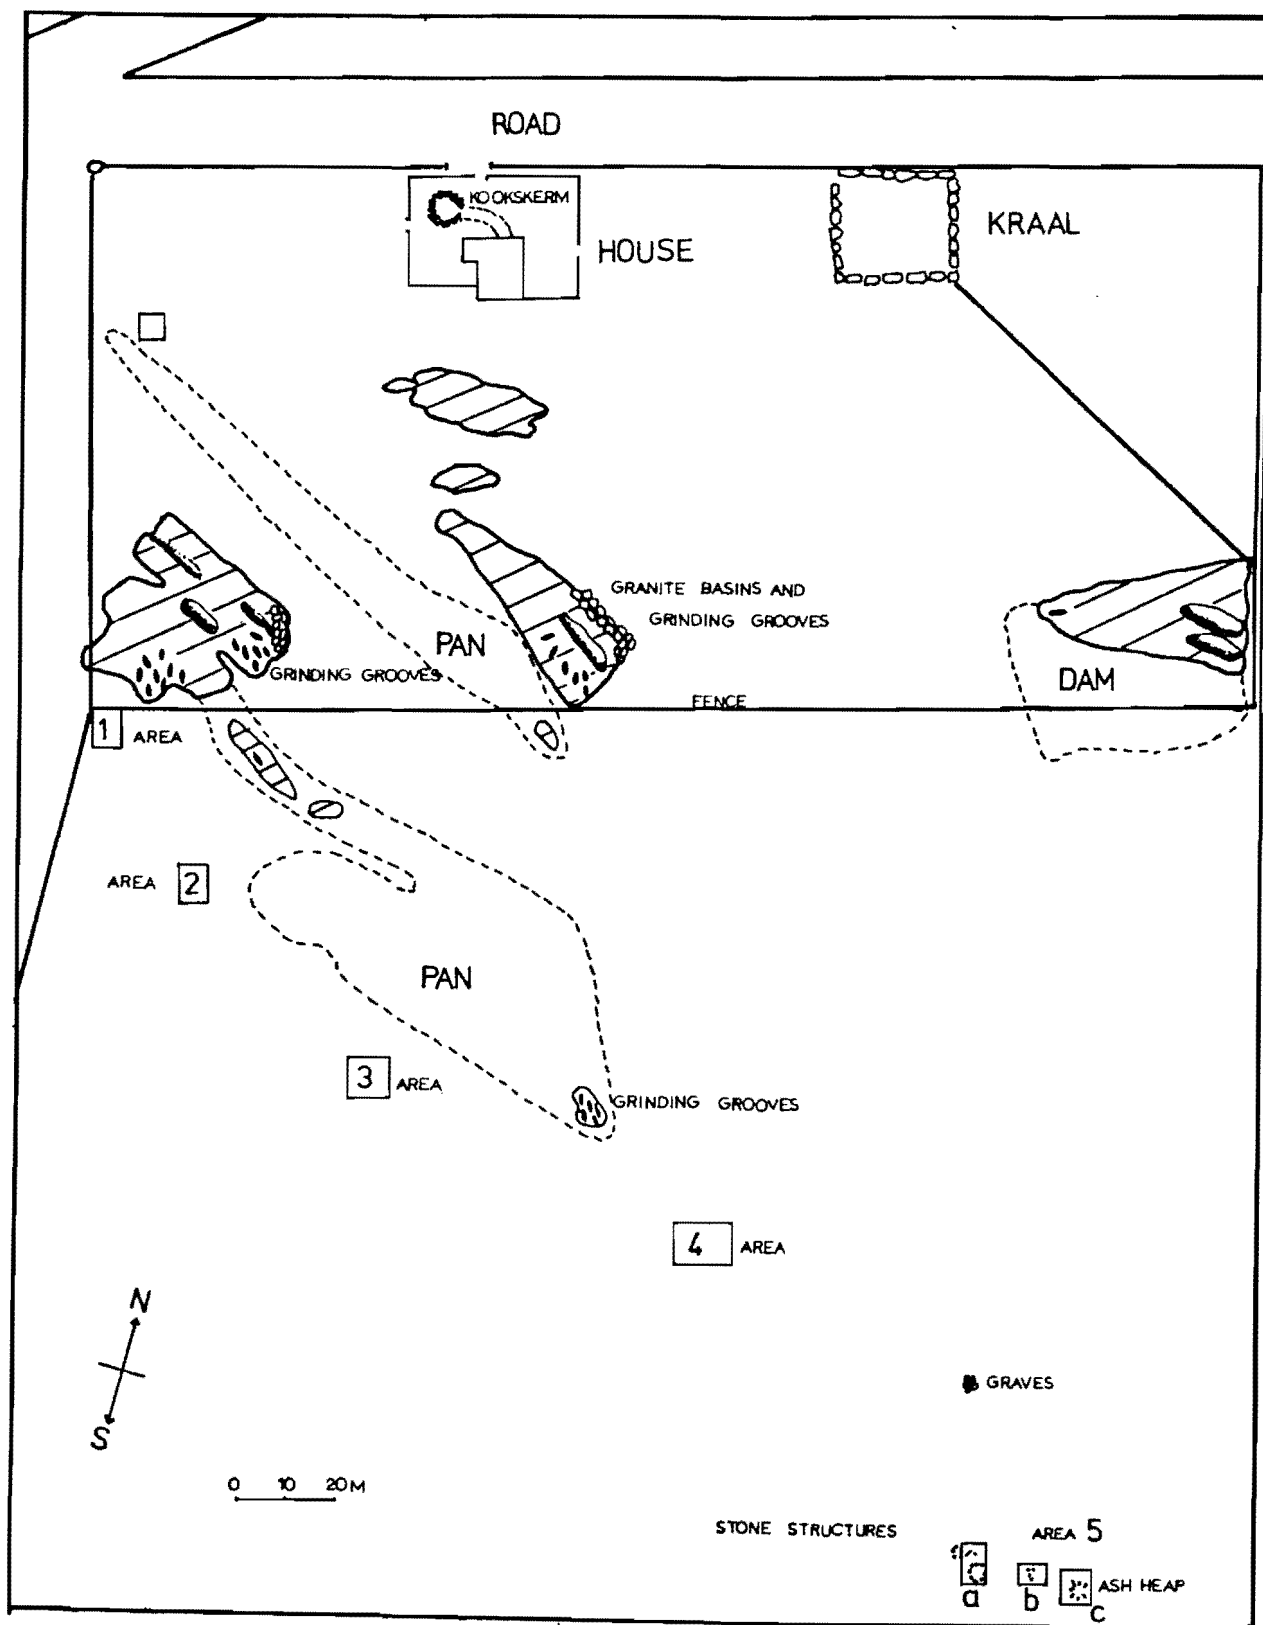 ROAD
KOOKSKERM
HOUSE
KRAAL
GRANITE BASINS AND
GRINDING GROOVES
PAN
GRINDING GROOVES
DAM
FENCE
1 AREA
AREA 2
PAN
3 AREA
GRINDING GROOVES
4 AREA
N
S
GRAVES
0 10 20M
STONE STRUCTURES
AREA 5
a
b
c
ASH HEAP